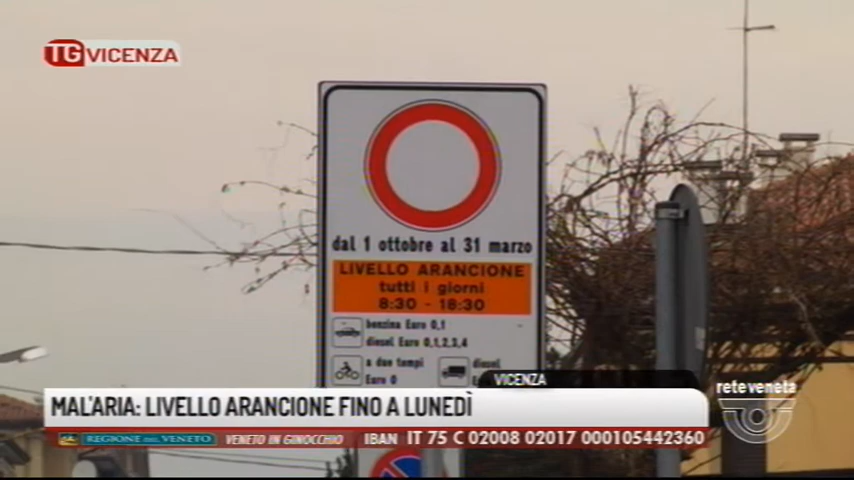 TG VICENZA
dal 1 ottobre al 31 marzo
LIVELLO ARANCIONE
tutti i giorni
8:30 - 18:30
benzina Euro 0,1
diesel Euro 0,1,2,3,4
a due tempi
Euro 0
diesel
VICENZA
MAL'ARIA: LIVELLO ARANCIONE FINO A LUNEDÌ
reteveneta
REGIONE DEL VENETO VENETO IN GINOCCHIO IBAN IT 75 C 02008 02017 000105442360